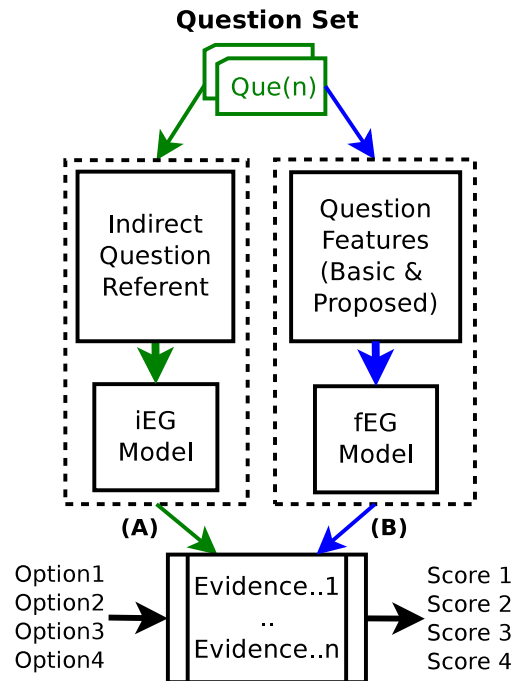 Question Set
Que(n)
Indirect
Question
Referent
Question
Features
(Basic &
Proposed)
iEG
Model
fEG
Model
(A)
(B)
Option1
Option2
Option3
Option4
Evidence..1
..
Evidence..n
Score 1
Score 2
Score 3
Score 4